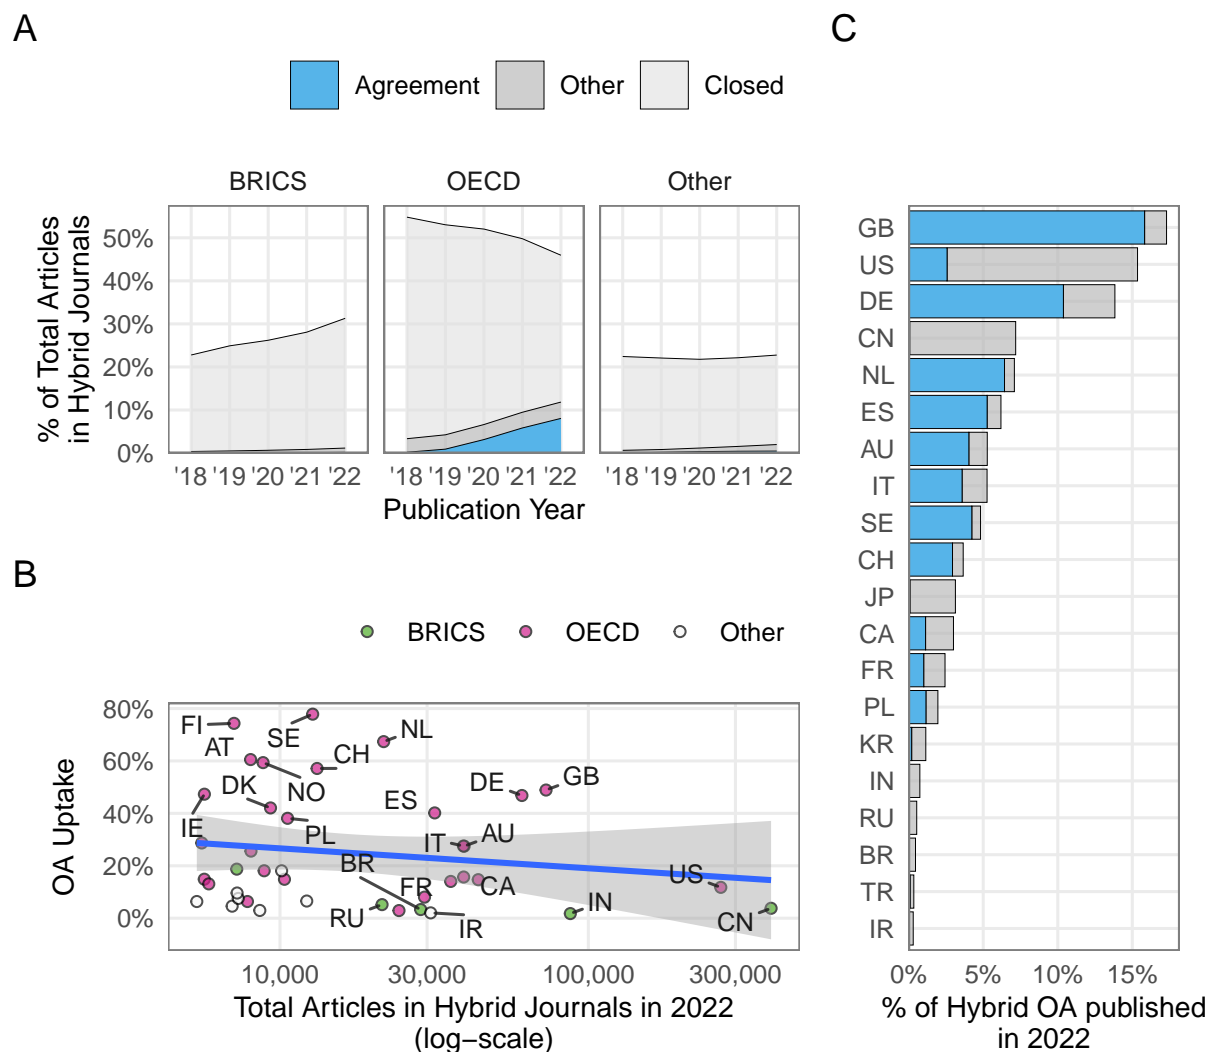 A
Agreement Other Closed
BRICS OECD Other
% of Total Articles
in Hybrid Journals
50%
40%
30%
20%
10%
0%
'18 '19 '20 '21 '22 '18 '19 '20 '21 '22 '18 '19 '20 '21 '22
Publication Year
B
BRICS OECD Other
OA Uptake
80%
60%
40%
20%
0%
FI
SE
NL
AT
CH
NO
DK
DE
GB
ES
IE
PL
IT
AU
BR
FR
CA
US
RU
IR
IN
CN
10,000 30,000 100,000 300,000
Total Articles in Hybrid Journals in 2022
(log−scale)
C
GB
US
DE
CN
NL
ES
AU
IT
SE
CH
JP
CA
FR
PL
KR
IN
RU
BR
TR
IR
0% 5% 10% 15%
% of Hybrid OA published
in 2022